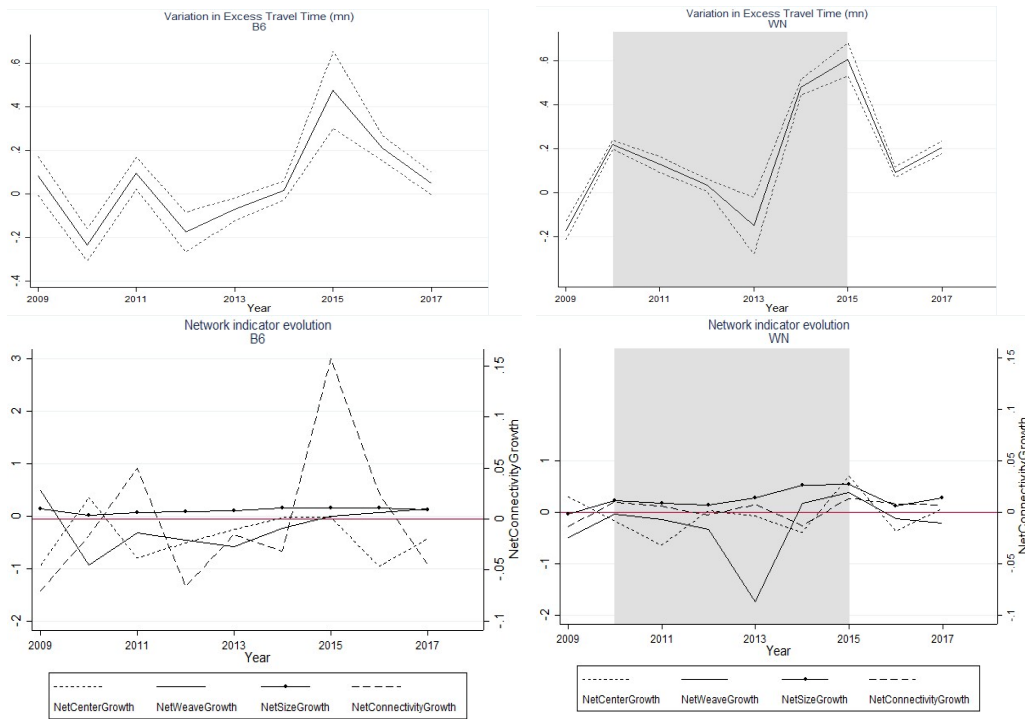 Variation in Excess Travel Time (mn)
B6
.6
.4
.2
0
-.2
-.4
2009 2011 2013 2015 2017
Year
Variation in Excess Travel Time (mn)
WN
.6
.4
.2
0
-.2
2009 2011 2013 2015 2017
Year
Network indicator evolution
B6
3
2
1
0
-1
-2
.15
.1
.05
0
-.05
-.1
NetConnectivityGrowth
2009 2011 2013 2015 2017
Year
NetCenterGrowth NetWeaveGrowth NetSizeGrowth NetConnectivityGrowth
Network indicator evolution
WN
1
0
-1
-2
.15
.1
.05
0
-.05
-.1
NetConnectivityGrowth
2009 2011 2013 2015 2017
Year
NetCenterGrowth NetWeaveGrowth NetSizeGrowth NetConnectivityGrowth